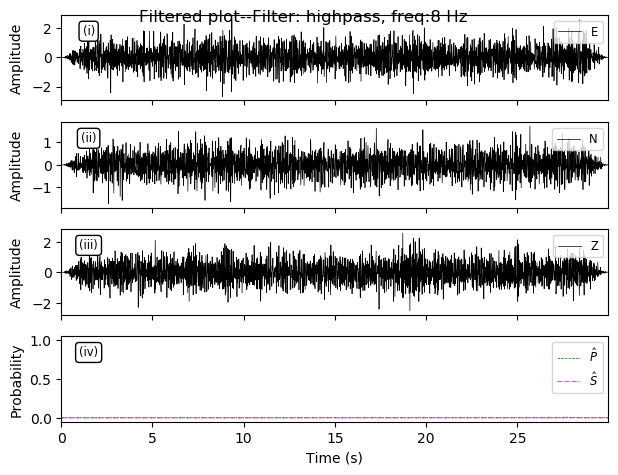 Filtered plot--Filter: highpass, freq:8 Hz
(i)
E
2
0
−2
Amplitude
(ii)
N
1
0
−1
Amplitude
(iii)
Z
2
0
−2
Amplitude
(iv)
P̂
Ŝ
1.0
0.5
0.0
Probability
0 5 10 15 20 25
Time (s)